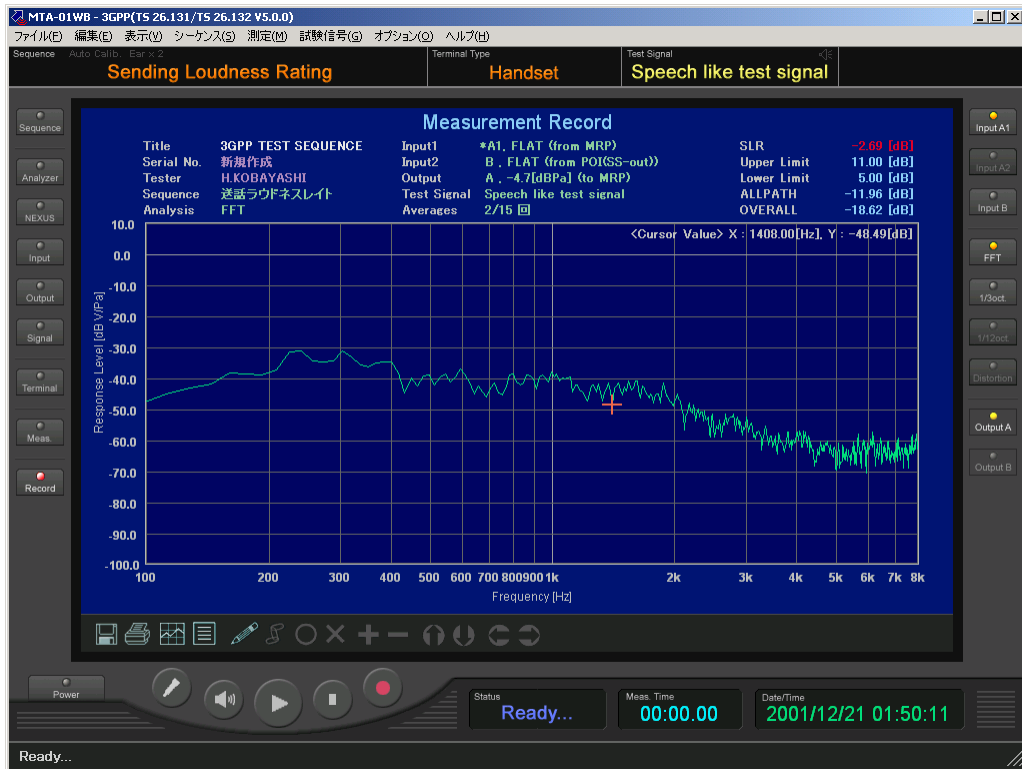 MTA-01WB - 3GPP(TS 26.131/TS 26.132 V5.0.0)
ファイル(F) 編集(E) 表示(V) シーケンス(S) 測定(M) 試験信号(G) オプション(O) ヘルプ(H)
Sequence Auto Calib. Ear x 2 Terminal Type Test Signal
Sending Loudness Rating Handset Speech like test signal
Measurement Record
Title 3GPP TEST SEQUENCE Input1 *A1, FLAT (from MRP) SLR -2.69 [dB]
Serial No. 新規作成 Input2 B , FLAT (from POI(SS-out)) Upper Limit 11.00 [dB]
Tester H.KOBAYASHI Output A , -4.7[dBPa] (to MRP) Lower Limit 5.00 [dB]
Sequence 送話ラウドネスレイト Test Signal Speech like test signal ALLPATH -11.96 [dB]
Analysis FFT Averages 2/15 回 OVERALL -18.62 [dB]
<Cursor Value> X : 1408.00[Hz], Y : -48.49[dB]
10.0
0.0
-10.0
-20.0
-30.0
-40.0
-50.0
-60.0
-70.0
-80.0
-90.0
-100.0
Response Level [dB V/Pa]
100 200 300 400 500 600 700 800 900 1k 2k 3k 4k 5k 6k 7k 8k
Frequency [Hz]
Sequence
Analyzer
NEXUS
Input
Output
Signal
Terminal
Meas.
Record
Input A1
Input A2
Input B
FFT
1/3oct.
1/12oct.
Distortion
Output A
Output B
Power
Status Meas. Time Date/Time
Ready... 00:00.00 2001/12/21 01:50:11
Ready...